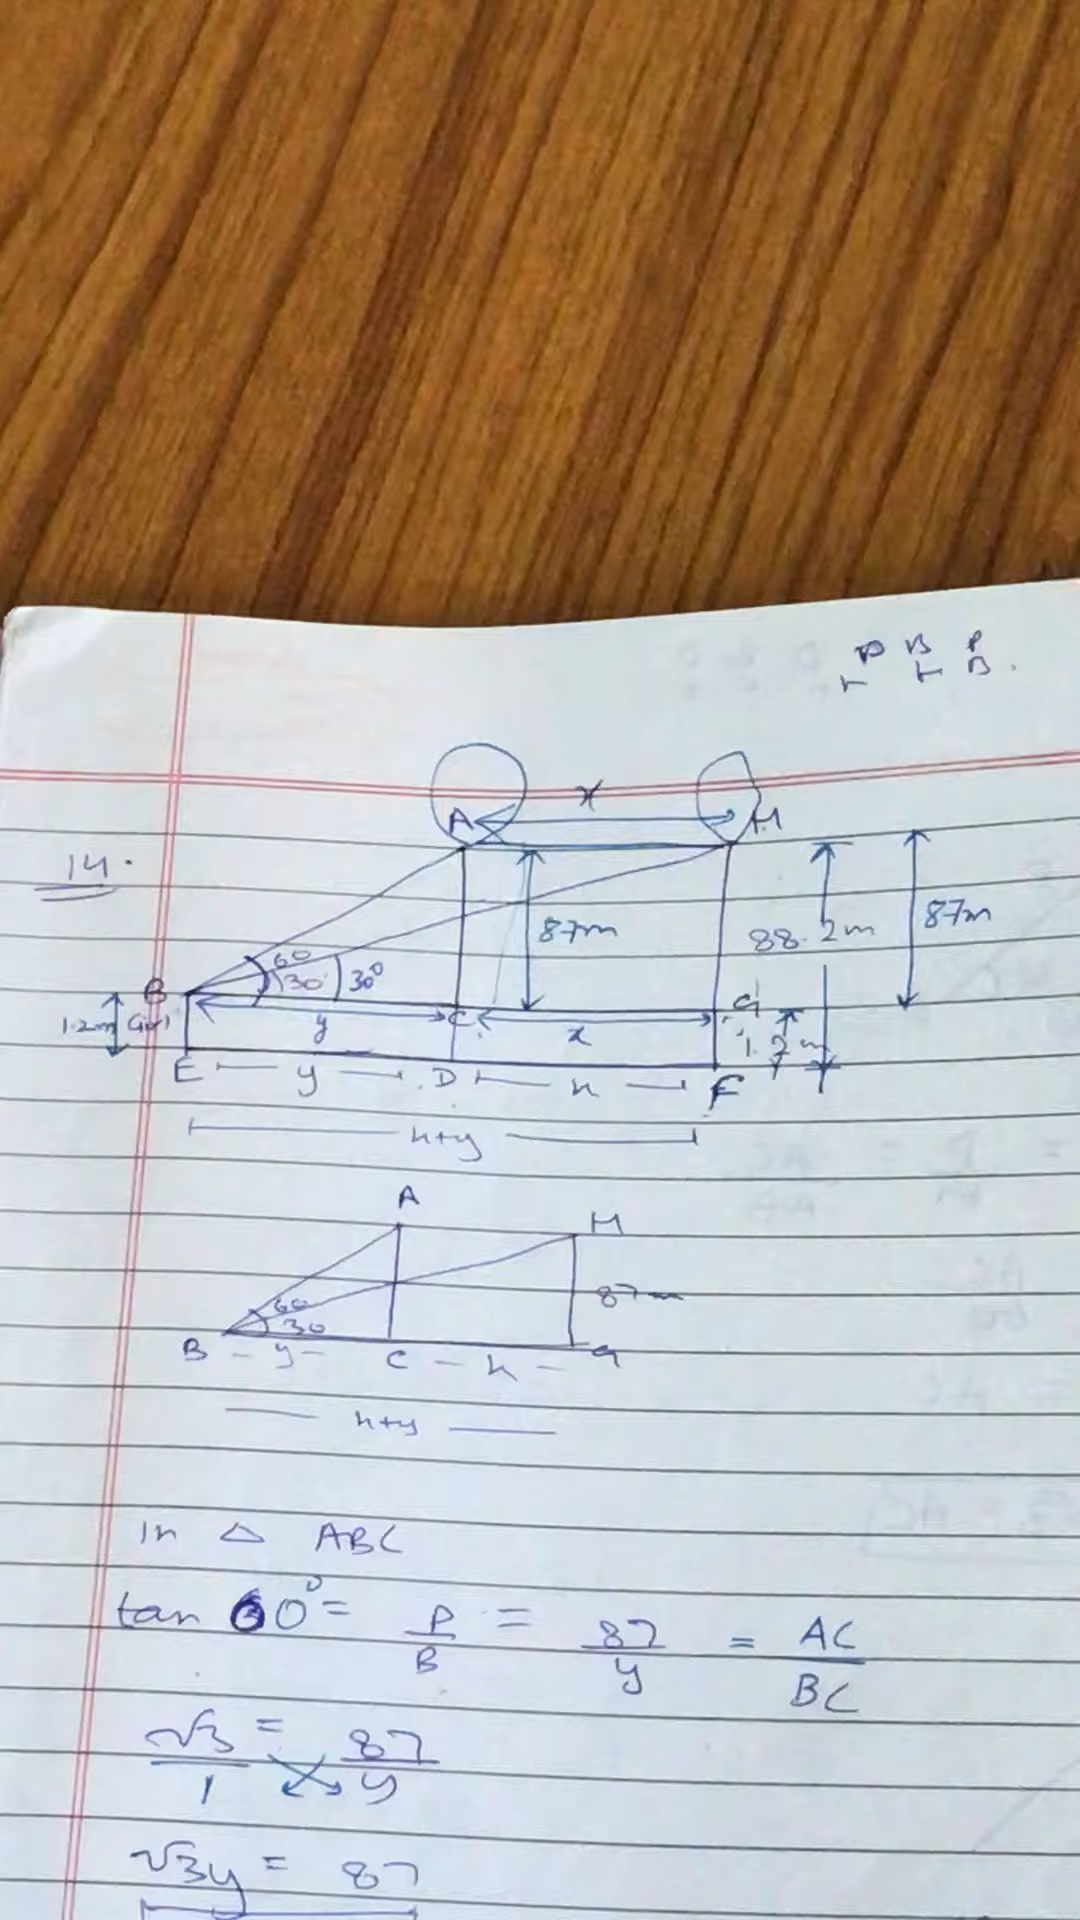 P B P
H H B .
x
A H
14.
87m 88.2m 87m
60
30 30°
B
1.2m Girl y C x G 1.2m
E y D x F
x+y
A H
60 87m
30
B - y - C - x - G
x+y
In △ ABC
tan 60° = P/B = 87/y = AC/BC
√3/1 = 87/y
√3y = 87